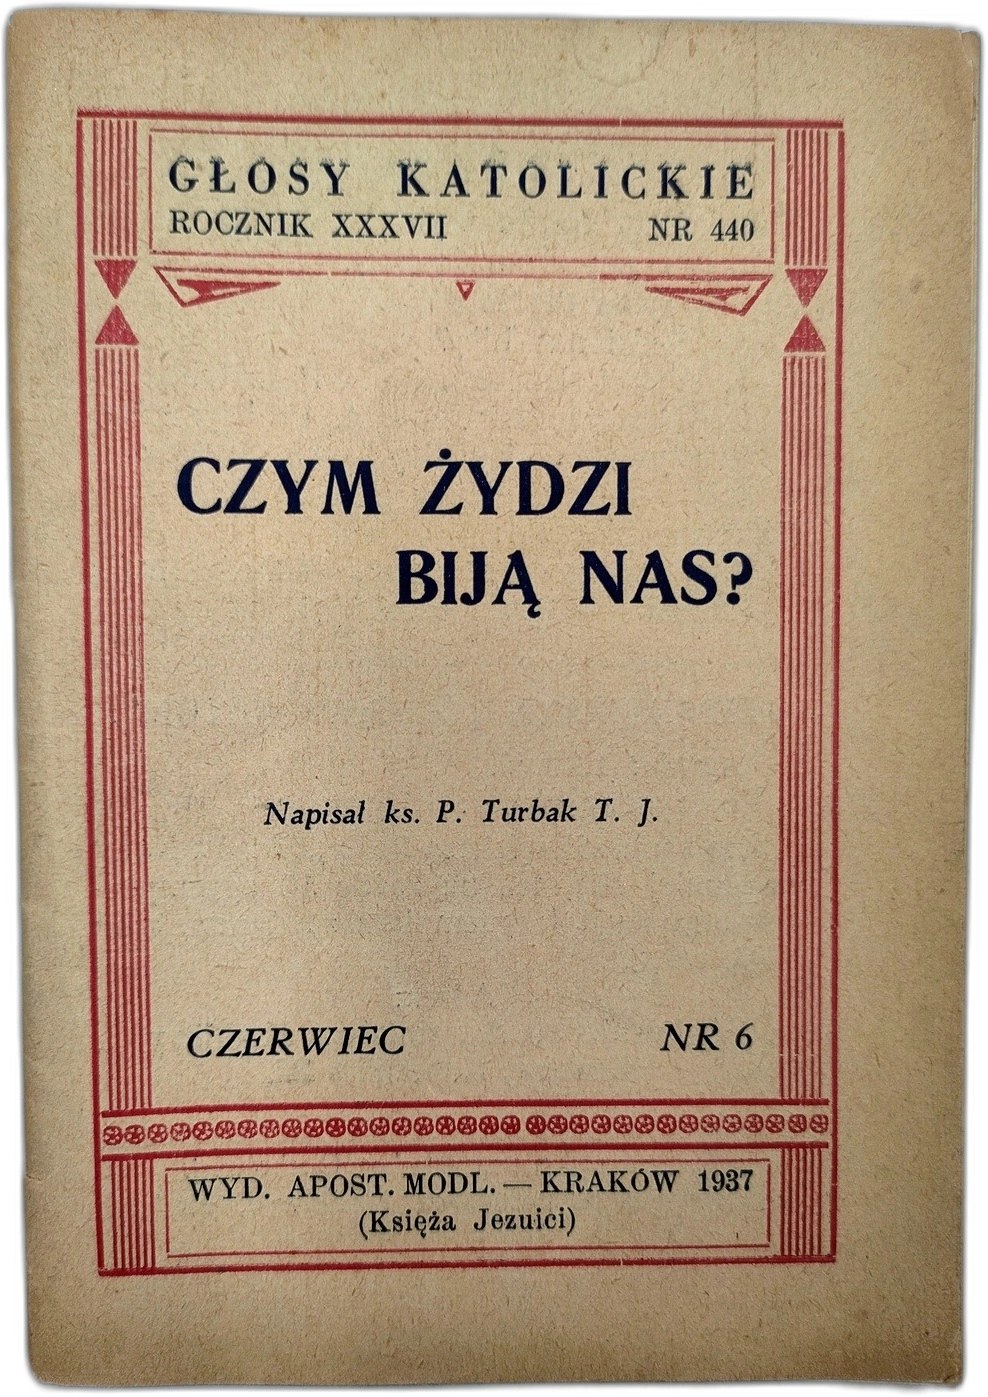 GŁOSY KATOLICKIE
ROCZNIK XXXVII NR 440
CZYM ŻYDZI
BIJĄ NAS?
Napisał ks. P. Turbak T. J.
CZERWIEC NR 6
WYD. APOST. MODL. — KRAKÓW 1937
(Księża Jezuici)